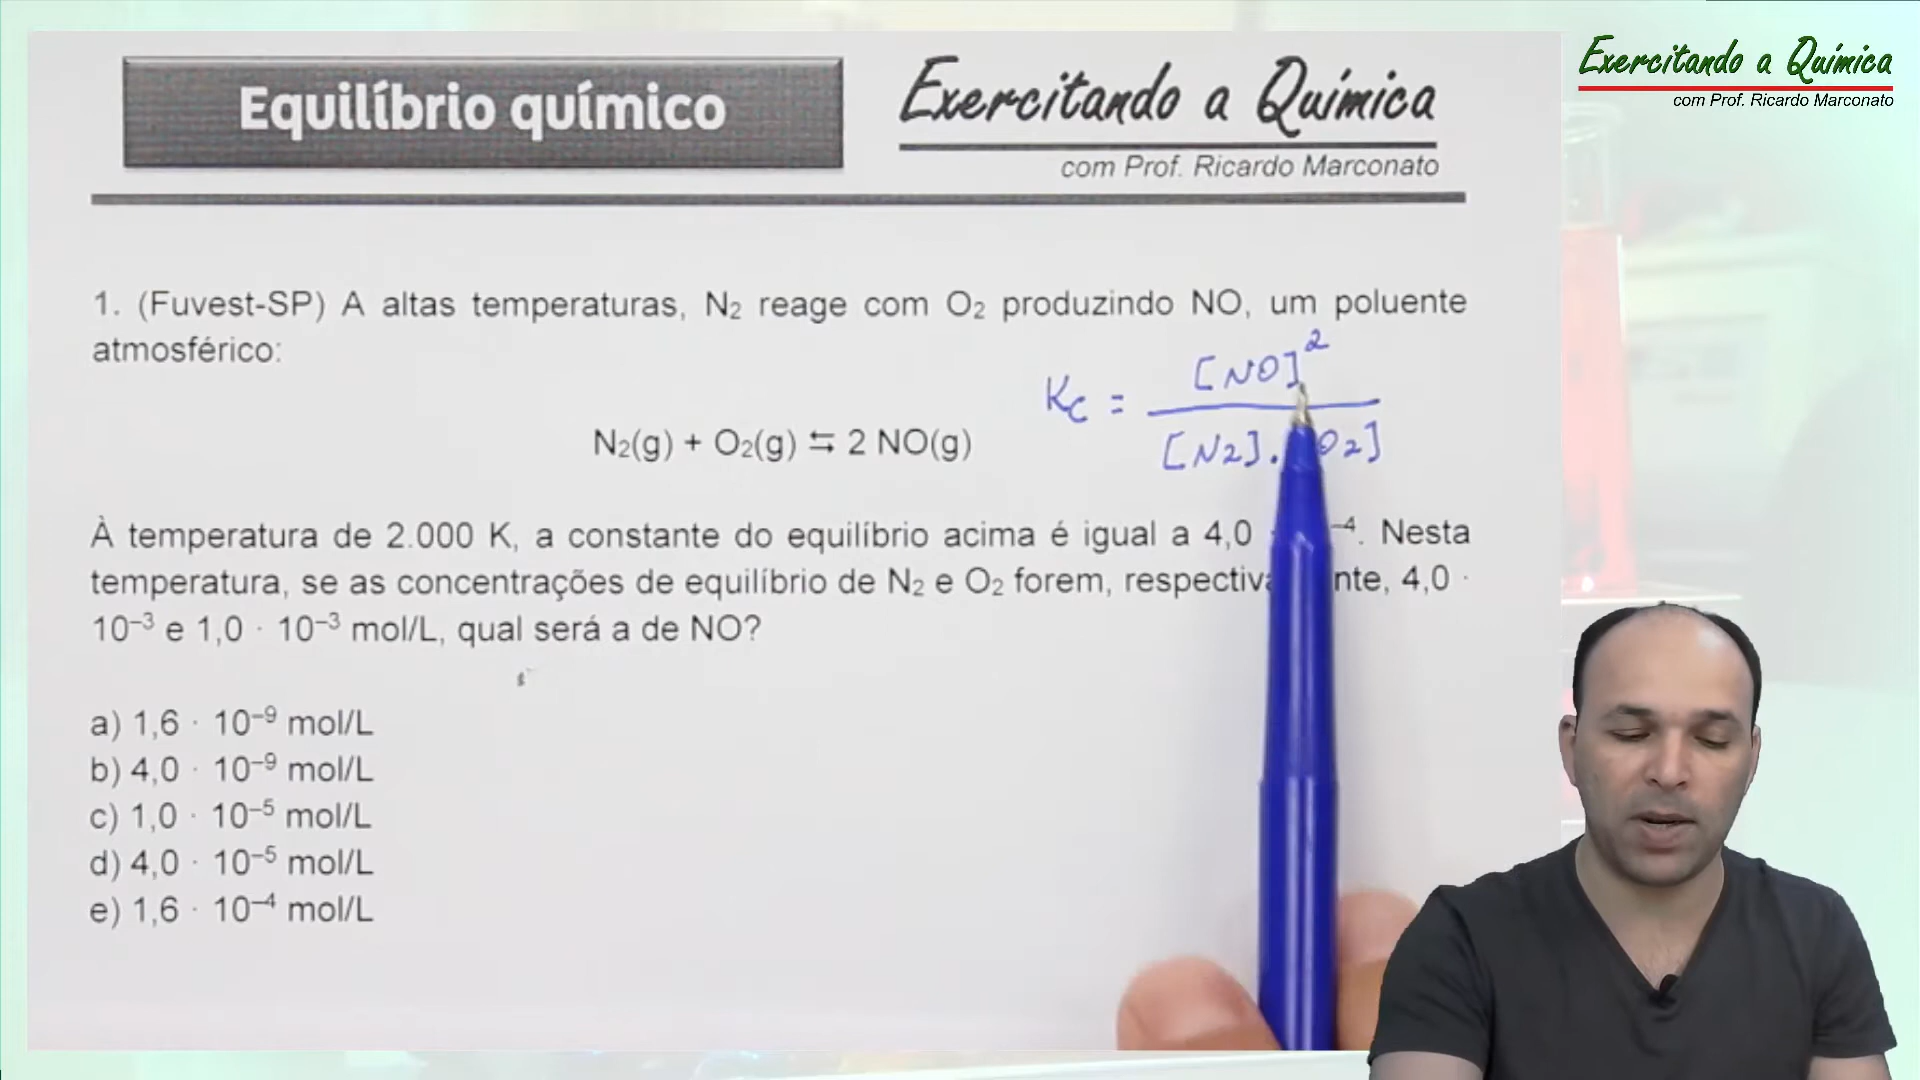 Equilíbrio químico
Exercitando a Química
com Prof. Ricardo Marconato
Exercitando a Química
com Prof. Ricardo Marconato
1. (Fuvest-SP) A altas temperaturas, N₂ reage com O₂ produzindo NO, um poluente
atmosférico:
Kc = [NO]² / [N2] . O2]
N₂(g) + O₂(g) ⇆ 2 NO(g)
À temperatura de 2.000 K, a constante do equilíbrio acima é igual a 4,0 ⁻⁴. Nesta
temperatura, se as concentrações de equilíbrio de N₂ e O₂ forem, 4,0 ·
10⁻³ e 1,0 · 10⁻³ mol/L, qual será a de NO?
a) 1,6 · 10⁻⁹ mol/L
b) 4,0 · 10⁻⁹ mol/L
c) 1,0 · 10⁻⁵ mol/L
d) 4,0 · 10⁻⁵ mol/L
e) 1,6 · 10⁻⁴ mol/L